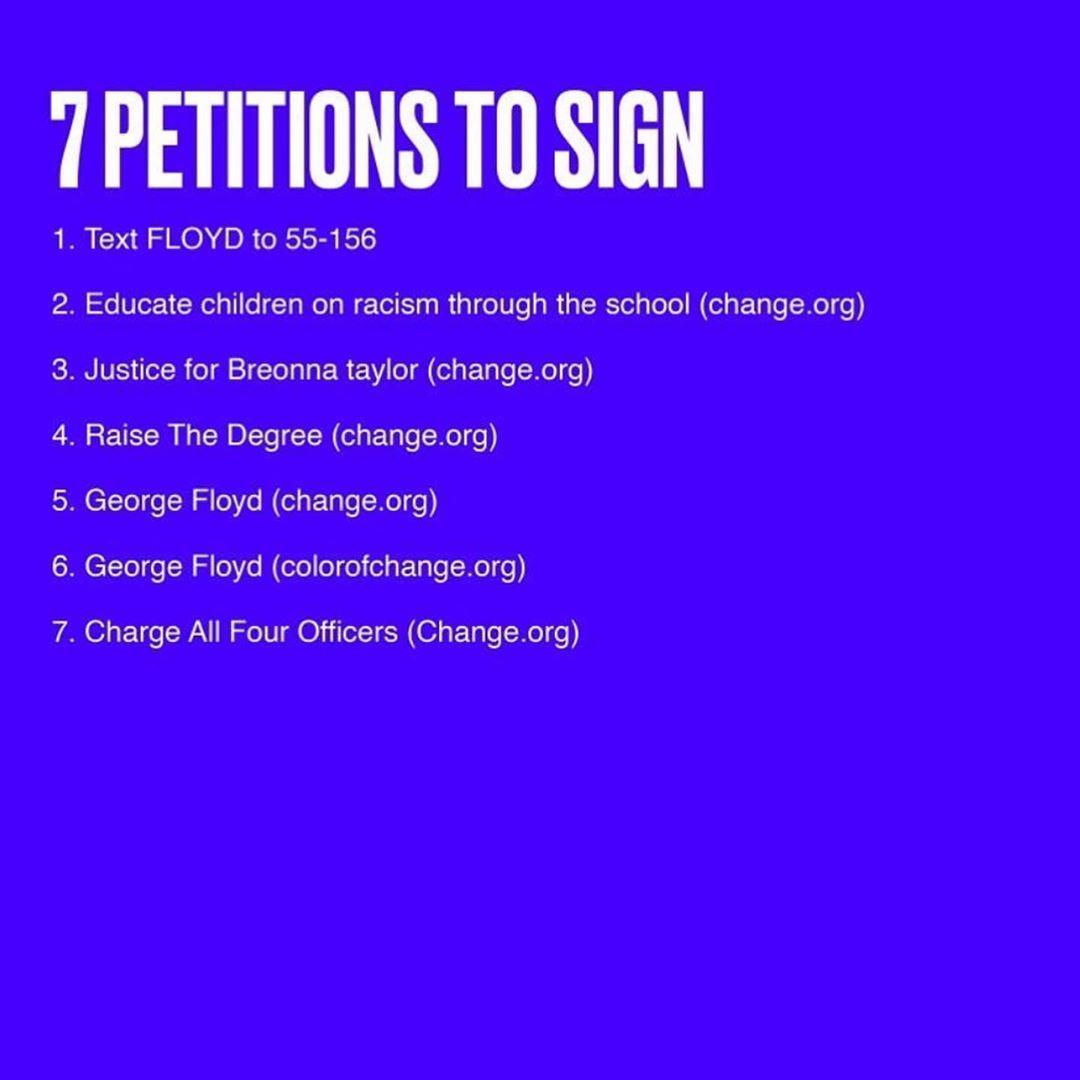 7 PETITIONS TO SIGN
1. Text FLOYD to 55-156
2. Educate children on racism through the school (change.org)
3. Justice for Breonna taylor (change.org)
4. Raise The Degree (change.org)
5. George Floyd (change.org)
6. George Floyd (colorofchange.org)
7. Charge All Four Officers (Change.org)